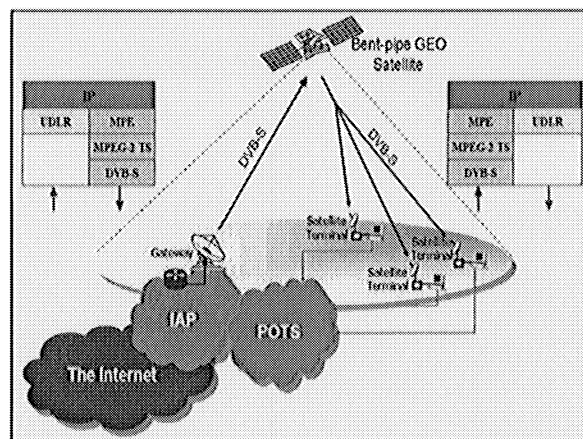 Bent-pipe GEO
Satellite
IP
UDLR
MPE
MPEG-2 TS
DVB-S
IP
MPE
UDLR
MPEG-2 TS
DVB-S
DVB-S
DVB-S
Gateway
Satellite
Terminal
Satellite
Terminal
Satellite
Terminal
IAP
POTS
The Internet